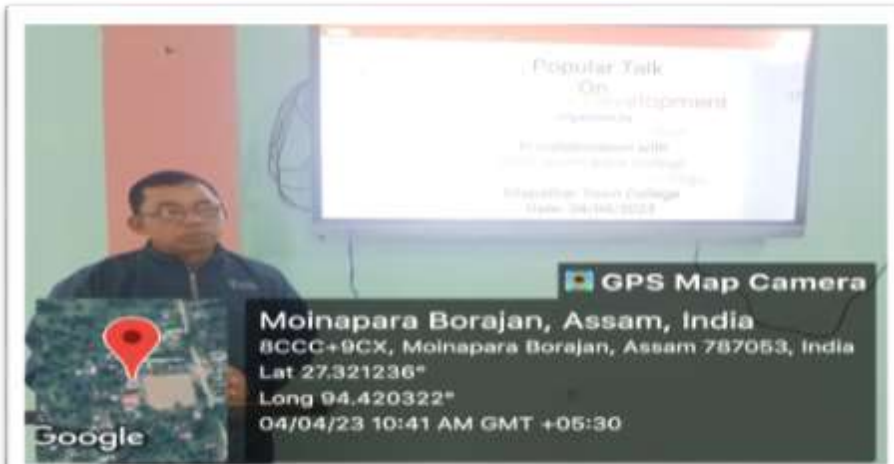 Popular Talk
On
Development
GPS Map Camera
Moinapara Borajan, Assam, India
8CCC+9CX, Moinapara Borajan, Assam 787053, India
Lat 27.321236°
Long 94.420322°
04/04/23 10:41 AM GMT +05:30
Google